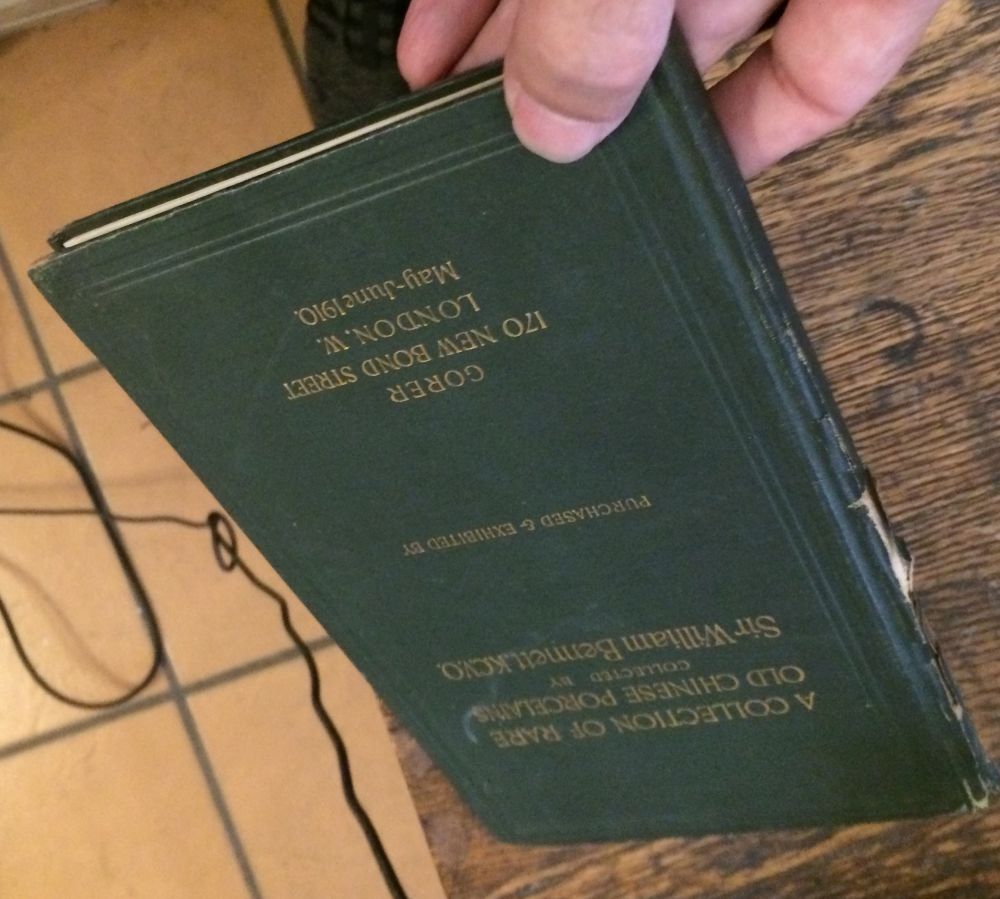 A COLLECTION OF RARE
OLD CHINESE PORCELAINS
COLLECTED BY
Sir William Bennett, K.C.V.O.
PURCHASED & EXHIBITED BY
GORER
170 NEW BOND STREET
LONDON, W.
May-June 1910.